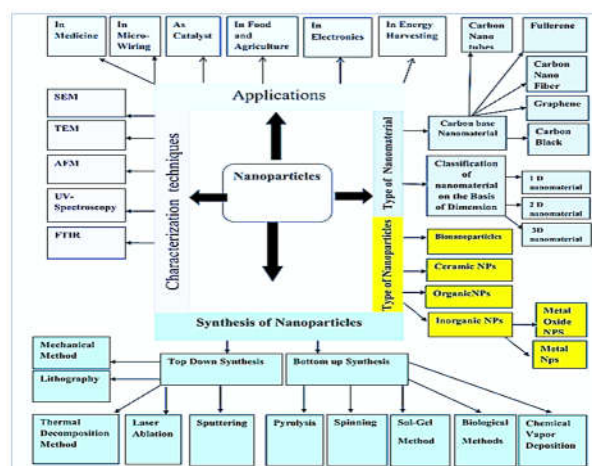 In
Medicine
In
Micro-
Wiring
As
Catalyst
In Food
and
Agriculture
In
Electronics
In Energy
Harvesting
Carbon
Nano
tubes
Fullerene
Carbon
Nano
Fiber
Graphene
Carbon
Black
SEM
TEM
AFM
UV-
Spectroscopy
FTIR
Applications
Characterization techniques
Nanoparticles
Type of Nanomaterial
Carbon base
Nanomaterial
Classification
of
nanomaterial
on the Basis
of Dimension
1 D
nanomaterial
2 D
nanomaterial
3D
nanomaterial
Type of Nanoparticles
Bionanoparticles
Ceramic NPs
OrganicNPs
Inorganic NPs
Metal
Oxide
NPS
Metal
Nps
Synthesis of Nanoparticles
Mechanical
Method
Lithography
Top Down Synthesis
Bottom up Synthesis
Thermal
Decomposition
Method
Laser
Ablation
Sputtering
Pyrolysis
Spinning
Sol-Gel
Method
Biological
Methods
Chemical
Vapor
Deposition